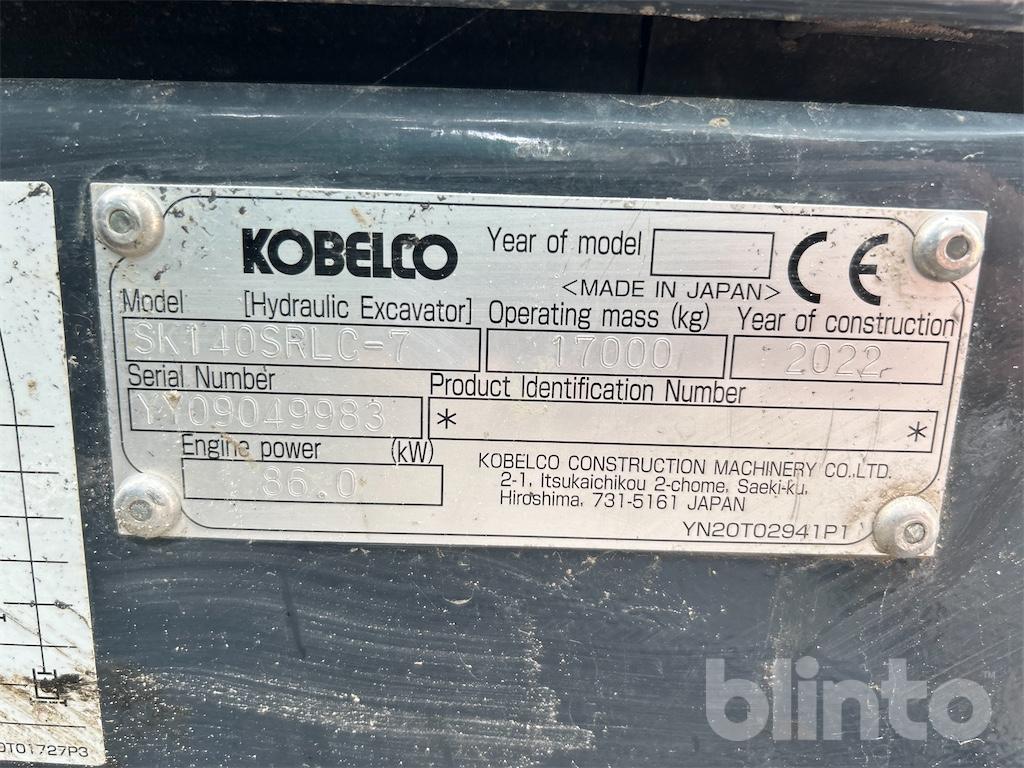 KOBELCO
Year of model
CE
<MADE IN JAPAN>
Model [Hydraulic Excavator] Operating mass (kg) Year of construction
SK140SRLC-7 17000 2022
Serial Number Product Identification Number
YY09049983 * *
Engine power (kW)
86.0
KOBELCO CONSTRUCTION MACHINERY CO.,LTD.
2-1, Itsukaichikou 2-chome, Saeki-ku,
Hiroshima, 731-5161 JAPAN
YN20T02941P1
0T01727P3
blinto™